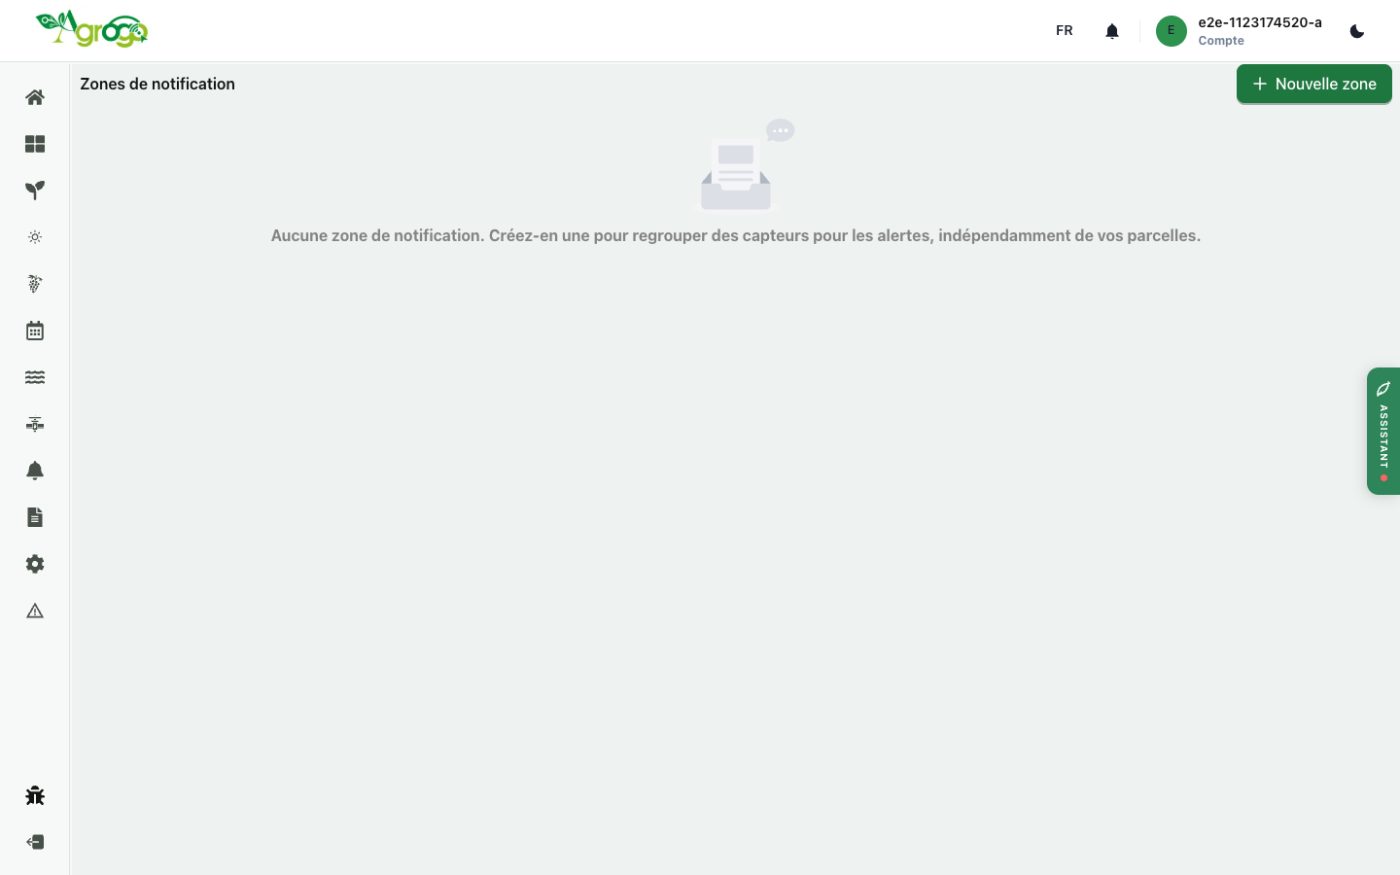 Agrogo
FR
E
e2e-1123174520-a
Compte
Zones de notification
Nouvelle zone
Aucune zone de notification. Créez-en une pour regrouper des capteurs pour les alertes, indépendamment de vos parcelles.
ASSISTANT